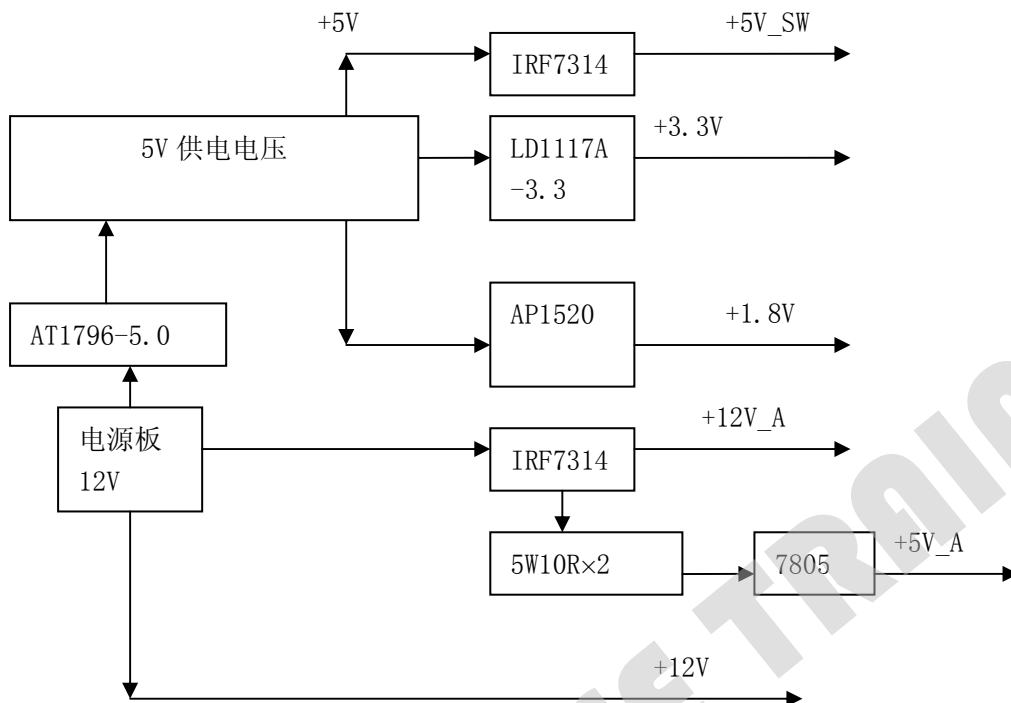 +5V
+5V_SW
IRF7314
5V 供电电压
LD1117A
-3.3
+3.3V
AT1796-5.0
AP1520
+1.8V
电源板
12V
IRF7314
+12V_A
5W10R×2
7805
+5V_A
+12V